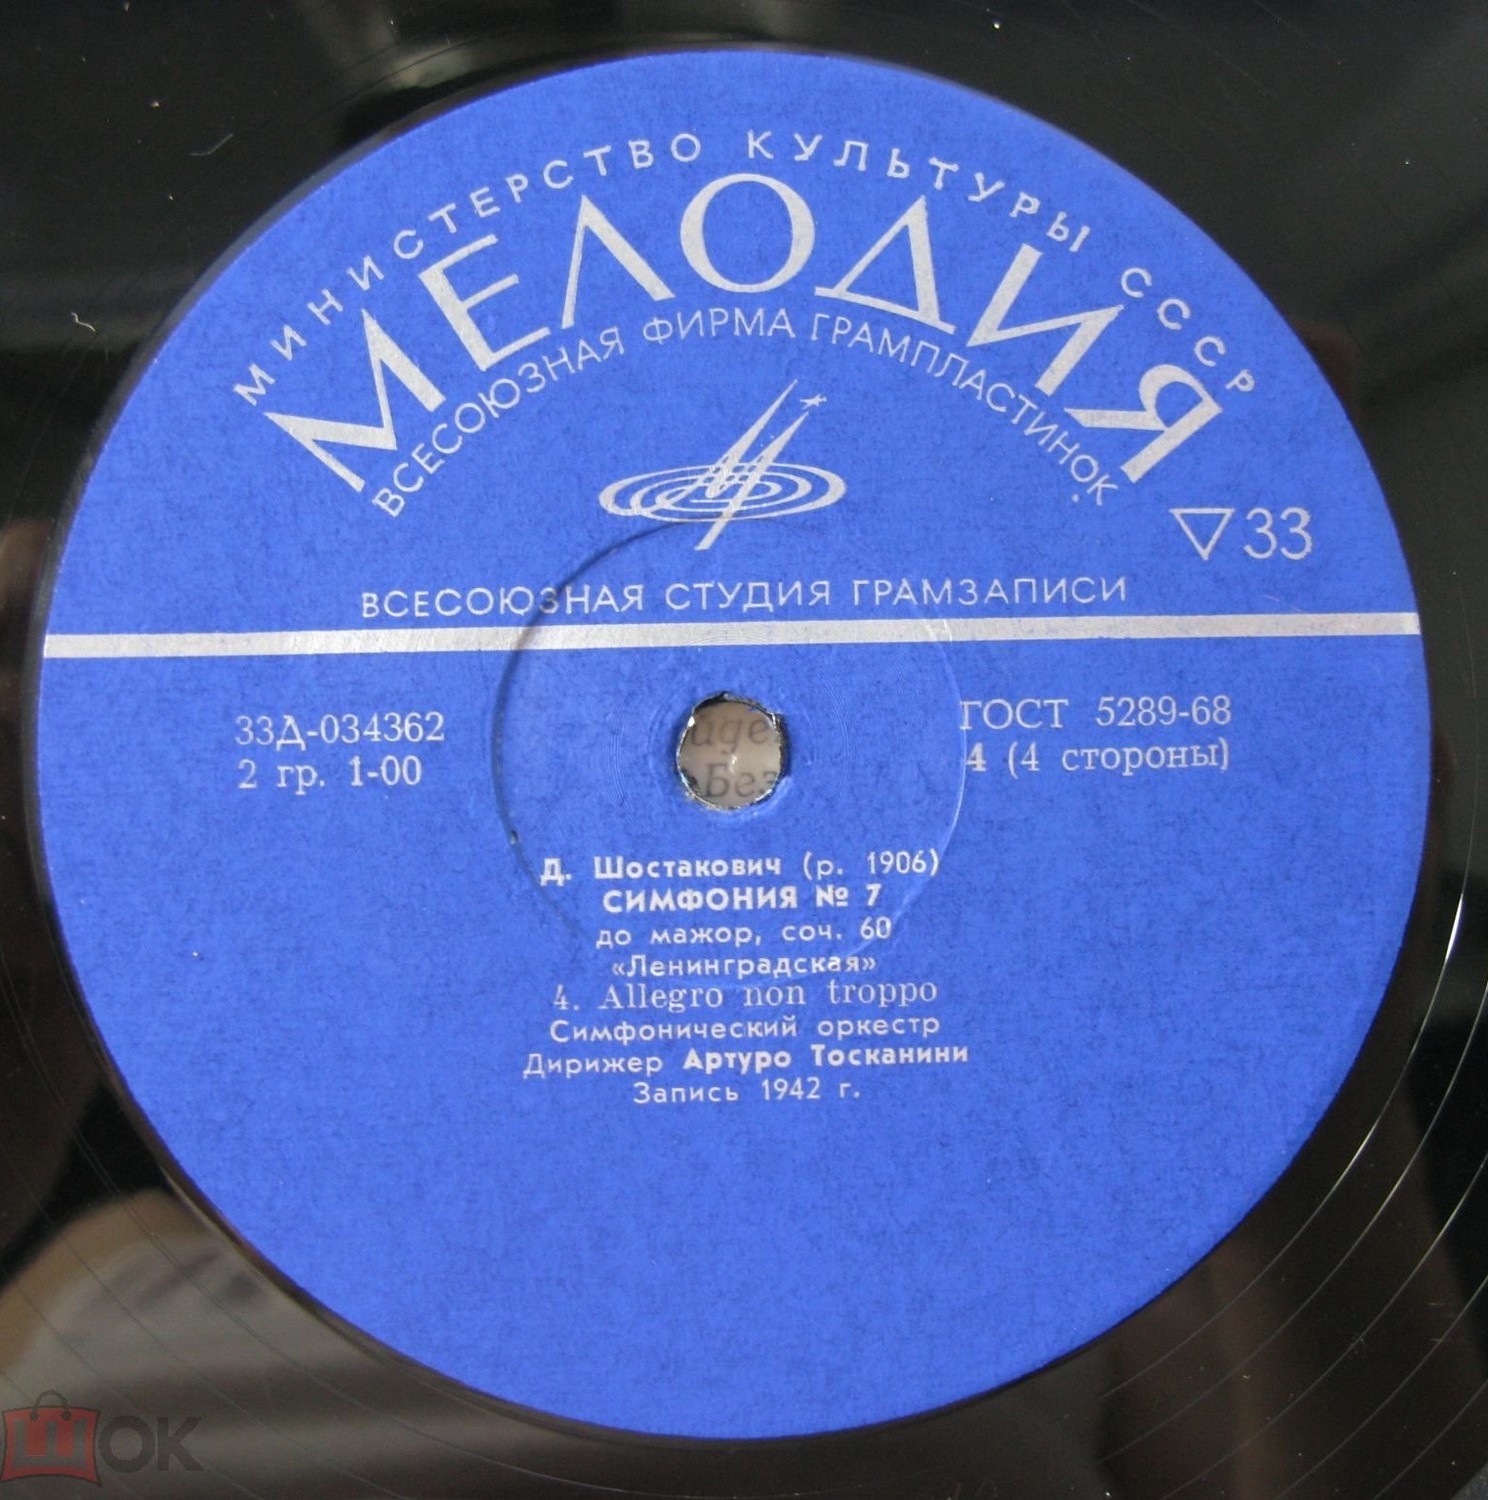 МИНИСТЕРСТВО КУЛЬТУРЫ СССР
МЕЛОДИЯ
ВСЕСОЮЗНАЯ ФИРМА ГРАМПЛАСТИНОК
▽33
ВСЕСОЮЗНАЯ СТУДИЯ ГРАМЗАПИСИ
33Д-034362
2 гр. 1-00
ГОСТ 5289-68
4 (4 стороны)
Д. Шостакович (р. 1906)
СИМФОНИЯ № 7
до мажор, соч. 60
«Ленинградская»
4. Allegro non troppo
Симфонический оркестр
Дирижер Артуро Тосканини
Запись 1942 г.
ШОК